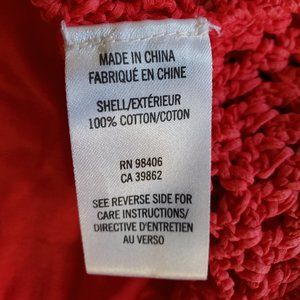 MADE IN CHINA
FABRIQUÉ EN CHINE
SHELL/EXTÉRIEUR
100% COTTON/COTON
RN 98406
CA 39862
SEE REVERSE SIDE FOR
CARE INSTRUCTIONS/
DIRECTIVE D'ENTRETIEN
AU VERSO